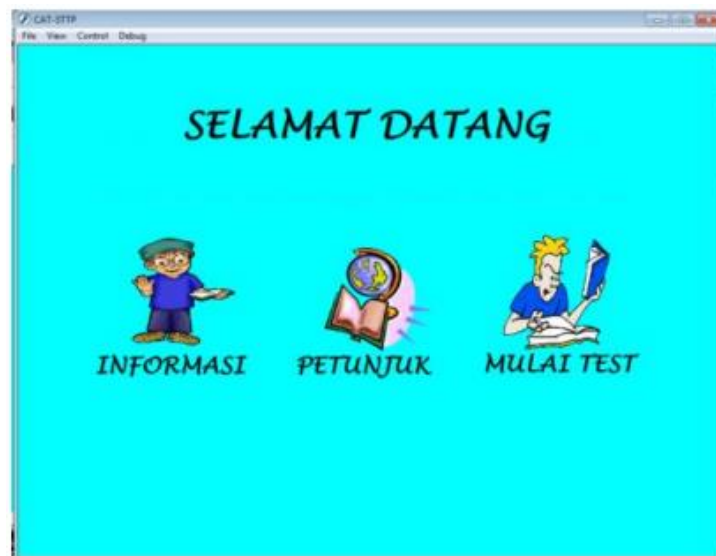 CAT-STTP
File View Control Debug
SELAMAT DATANG
INFORMASI PETUNJUK MULAI TEST